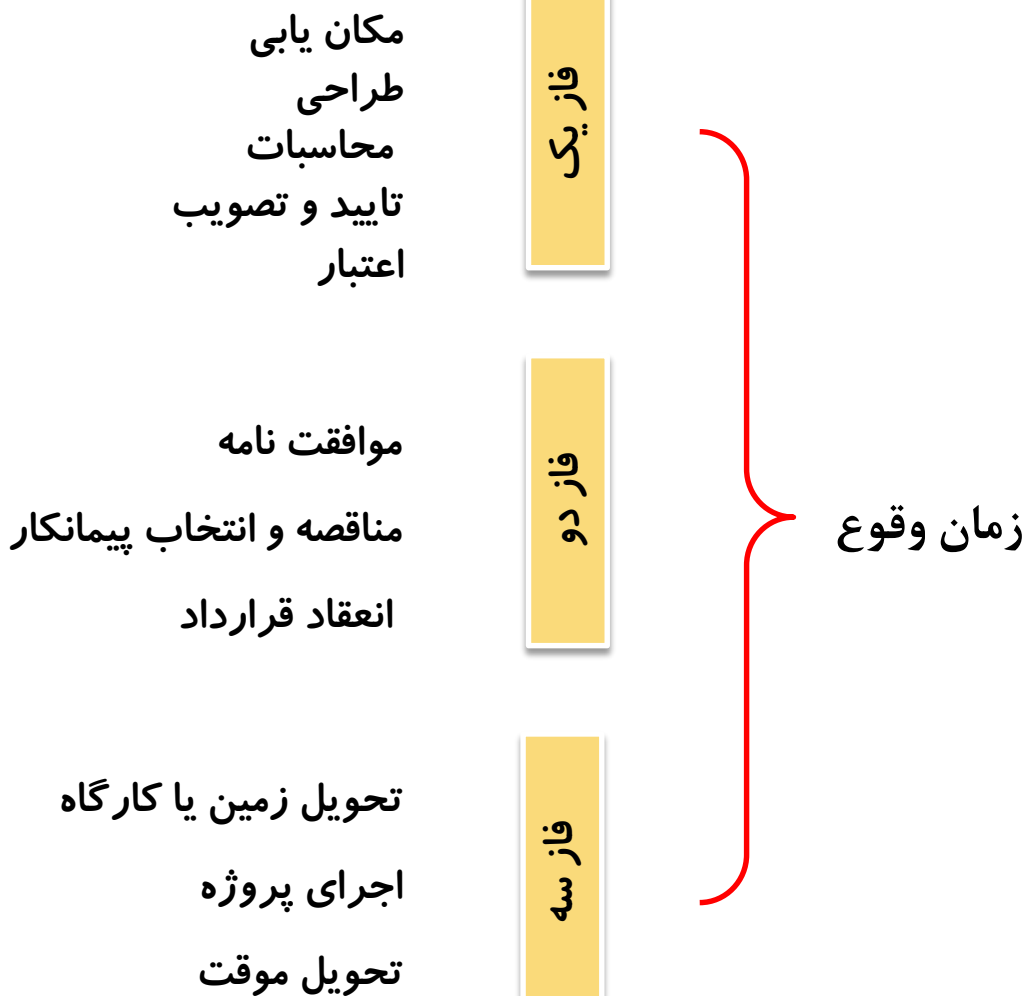 زمان وقوع
فاز یک
مکان یابی
طراحی
محاسبات
تایید و تصویب
اعتبار
فاز دو
موافقت نامه
مناقصه و انتخاب پیمانکار
انعقاد قرارداد
فاز سه
تحویل زمین یا کارگاه
اجرای پروژه
تحویل موقت